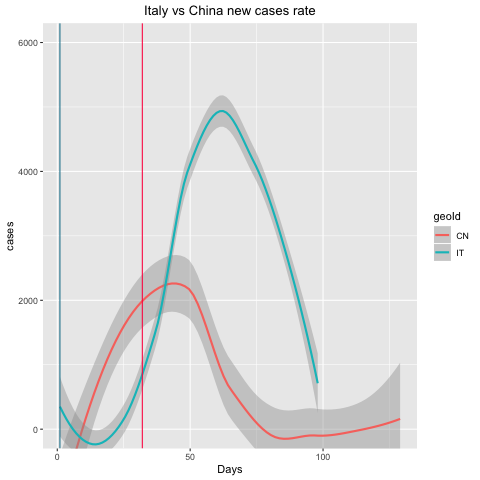 Italy vs China new cases rate
6000
4000
2000
0
cases
0 50 100
Days
geoId
CN
IT